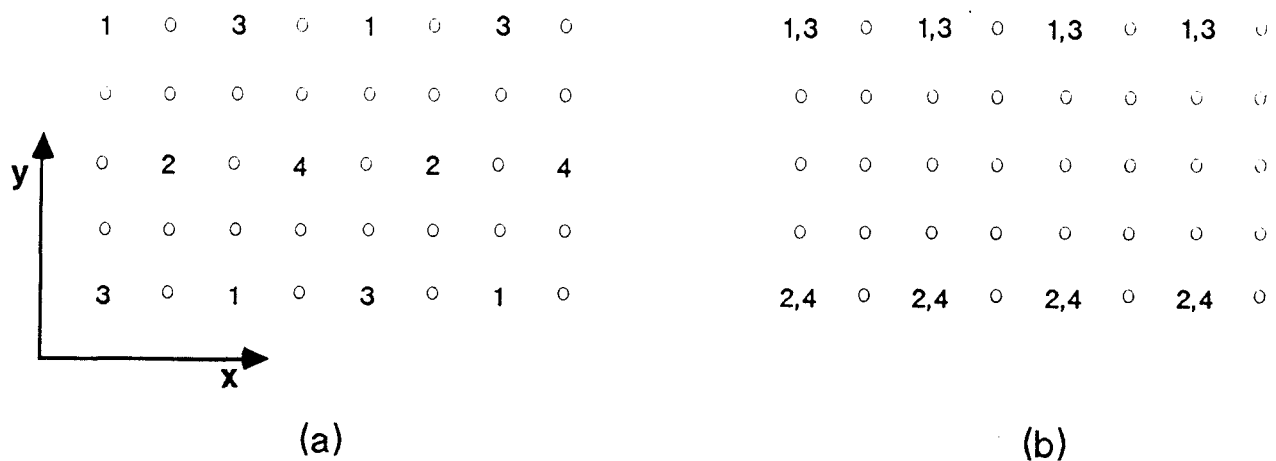 1 o 3 o 1 o 3 o
o o o o o o o o
y
o 2 o 4 o 2 o 4
o o o o o o o o
3 o 1 o 3 o 1 o
x
(a)
1,3 o 1,3 o 1,3 o 1,3 o
o o o o o o o o
o o o o o o o o
o o o o o o o o
2,4 o 2,4 o 2,4 o 2,4 o
(b)